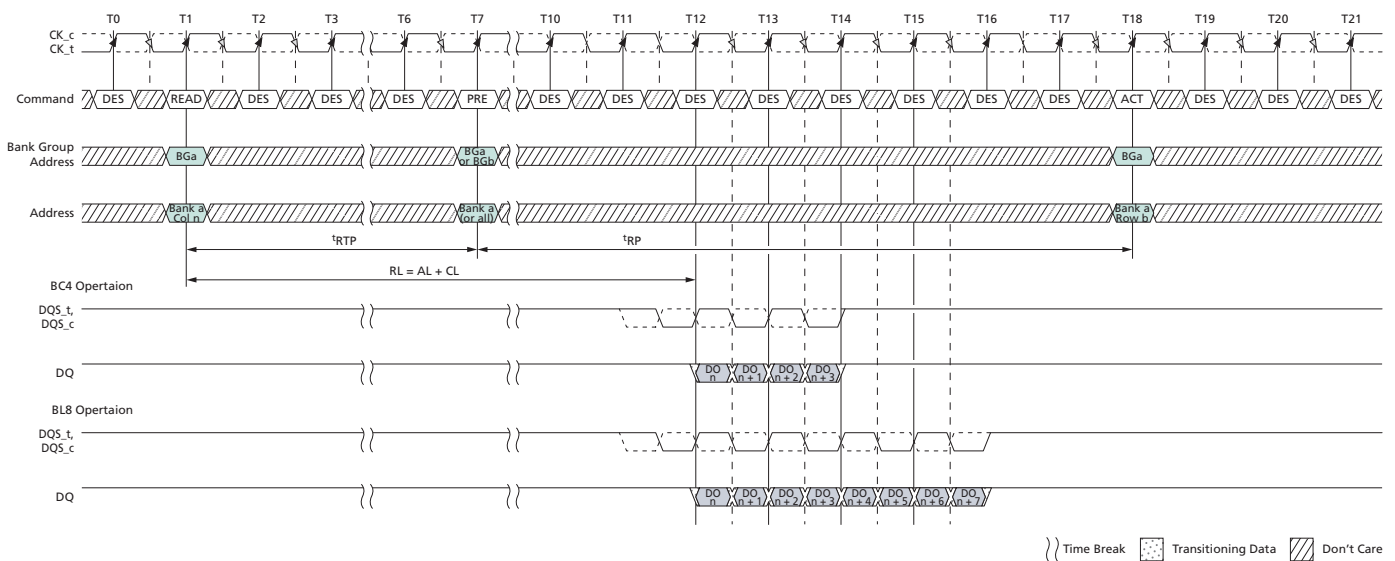 T0 T1 T2 T3 T6 T7 T10 T11 T12 T13 T14 T15 T16 T17 T18 T19 T20 T21
CK_c
CK_t
Command DES READ DES DES DES PRE DES DES DES DES DES DES DES DES ACT DES DES DES
Bank Group
Address
BGa
BGa
or BGb
BGa
Address
Bank a
Col n
Bank a
(or all)
Bank a
Row b
tRTP tRP
RL = AL + CL
BC4 Opertaion
DQS_t,
DQS_c
DQ
DO
n
DO
n + 1
DO
n + 2
DO
n + 3
BL8 Opertaion
DQS_t,
DQS_c
DQ
DO
n
DO
n + 1
DO
n + 2
DO
n + 3
DO
n + 4
DO
n + 5
DO
n + 6
DO
n + 7
Time Break Transitioning Data Don't Care